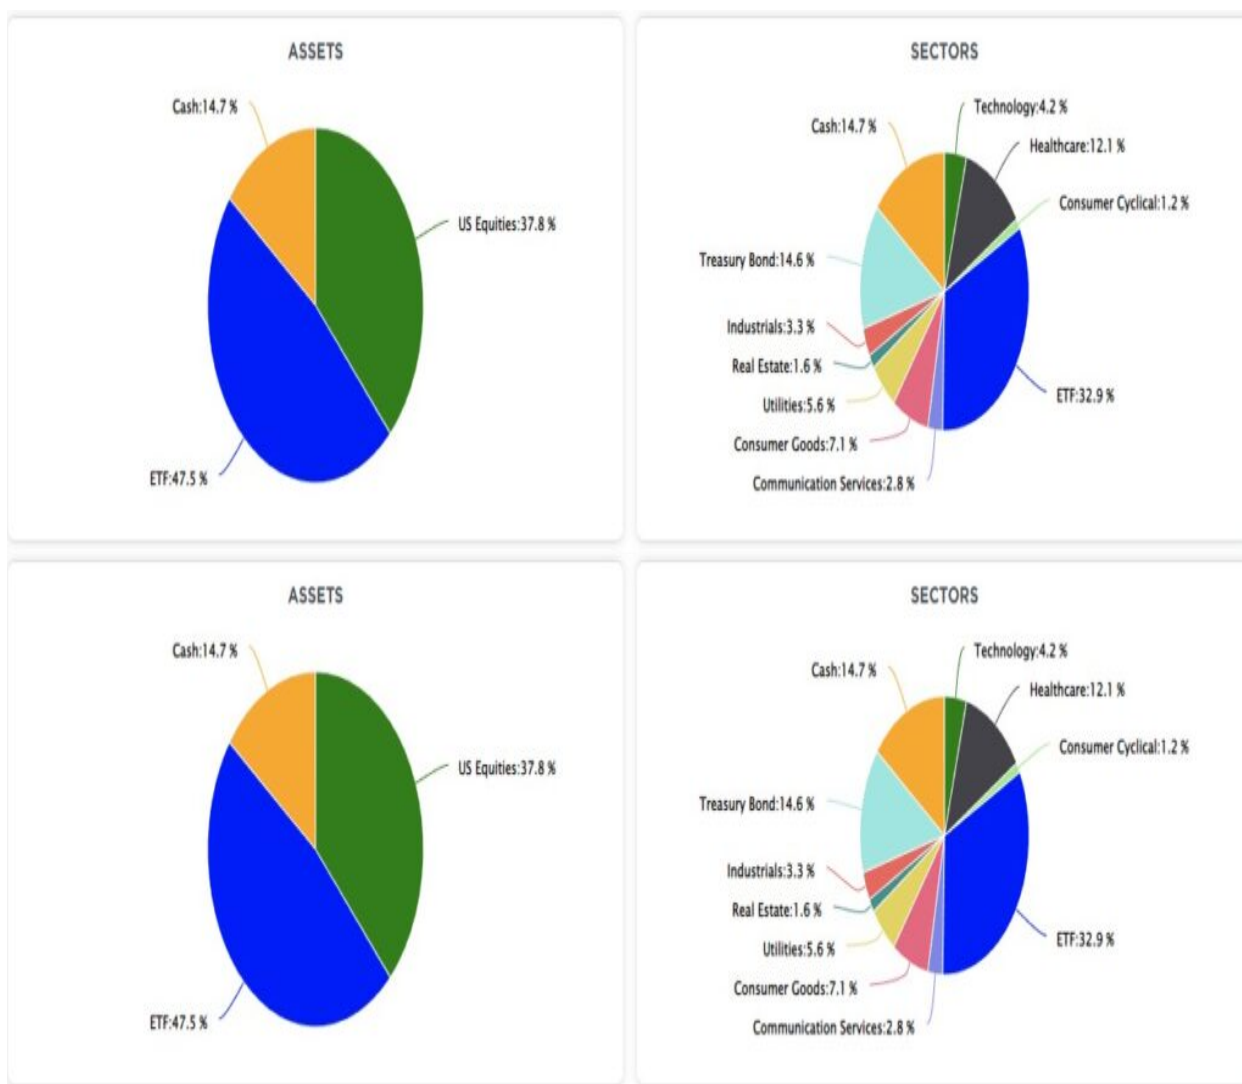 ASSETS
Cash:14.7 %
US Equities:37.8 %
ETF:47.5 %
SECTORS
Technology:4.2 %
Cash:14.7 %
Healthcare:12.1 %
Consumer Cyclical:1.2 %
Treasury Bond:14.6 %
Industrials:3.3 %
Real Estate:1.6 %
ETF:32.9 %
Utilities:5.6 %
Consumer Goods:7.1 %
Communication Services:2.8 %
ASSETS
Cash:14.7 %
US Equities:37.8 %
ETF:47.5 %
SECTORS
Technology:4.2 %
Cash:14.7 %
Healthcare:12.1 %
Consumer Cyclical:1.2 %
Treasury Bond:14.6 %
Industrials:3.3 %
Real Estate:1.6 %
ETF:32.9 %
Utilities:5.6 %
Consumer Goods:7.1 %
Communication Services:2.8 %